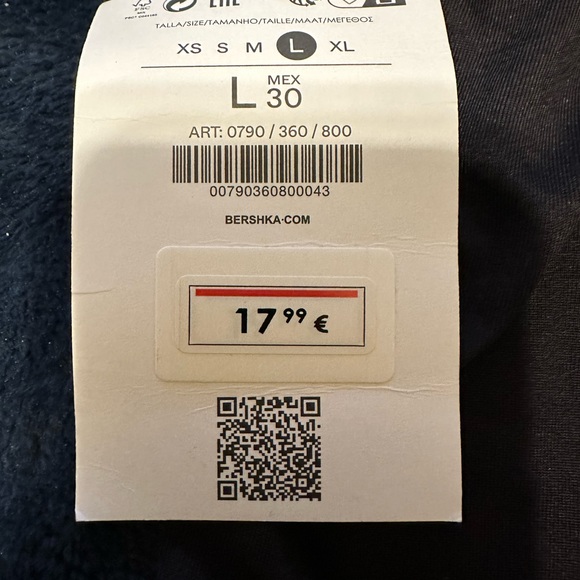 TALLA/SIZE/TAMANHO/TAILLE/MAAT/ΜΕΓΕΘΟΣ
XS S M L XL
L MEX 30
ART: 0790 / 360 / 800
00790360800043
BERSHKA·COM
17⁹⁹ €